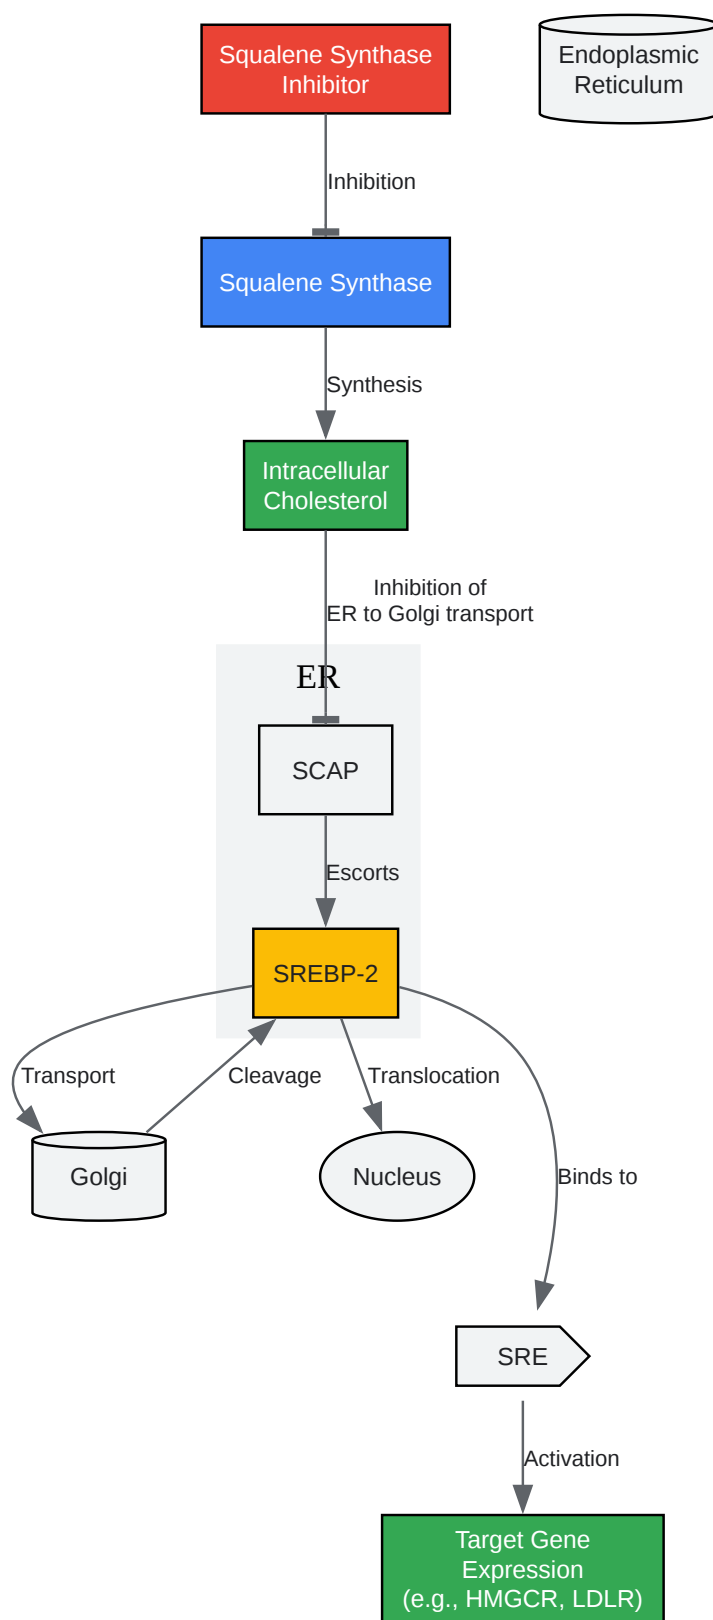 Squalene Synthase
Inhibitor
Endoplasmic
Reticulum
Inhibition
Squalene Synthase
Synthesis
Intracellular
Cholesterol
Inhibition of
ER to Golgi transport
ER
SCAP
Escorts
SREBP-2
Transport
Cleavage
Translocation
Golgi
Nucleus
Binds to
SRE
Activation
Target Gene
Expression
(e.g., HMGCR, LDLR)